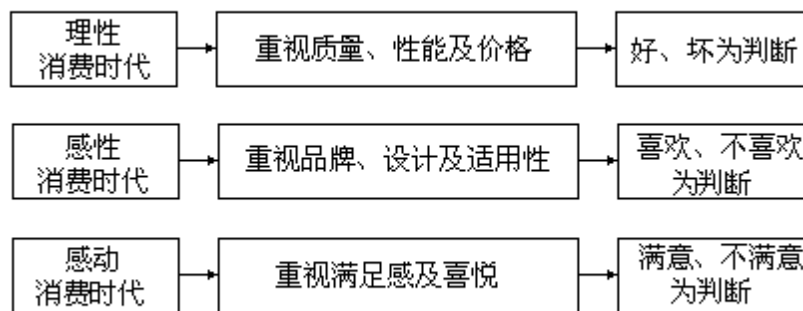 理性
消费时代
重视质量、性能及价格
好、坏为判断
感性
消费时代
重视品牌、设计及适用性
喜欢、不喜欢
为判断
感动
消费时代
重视满足感及喜悦
满意、不满意
为判断